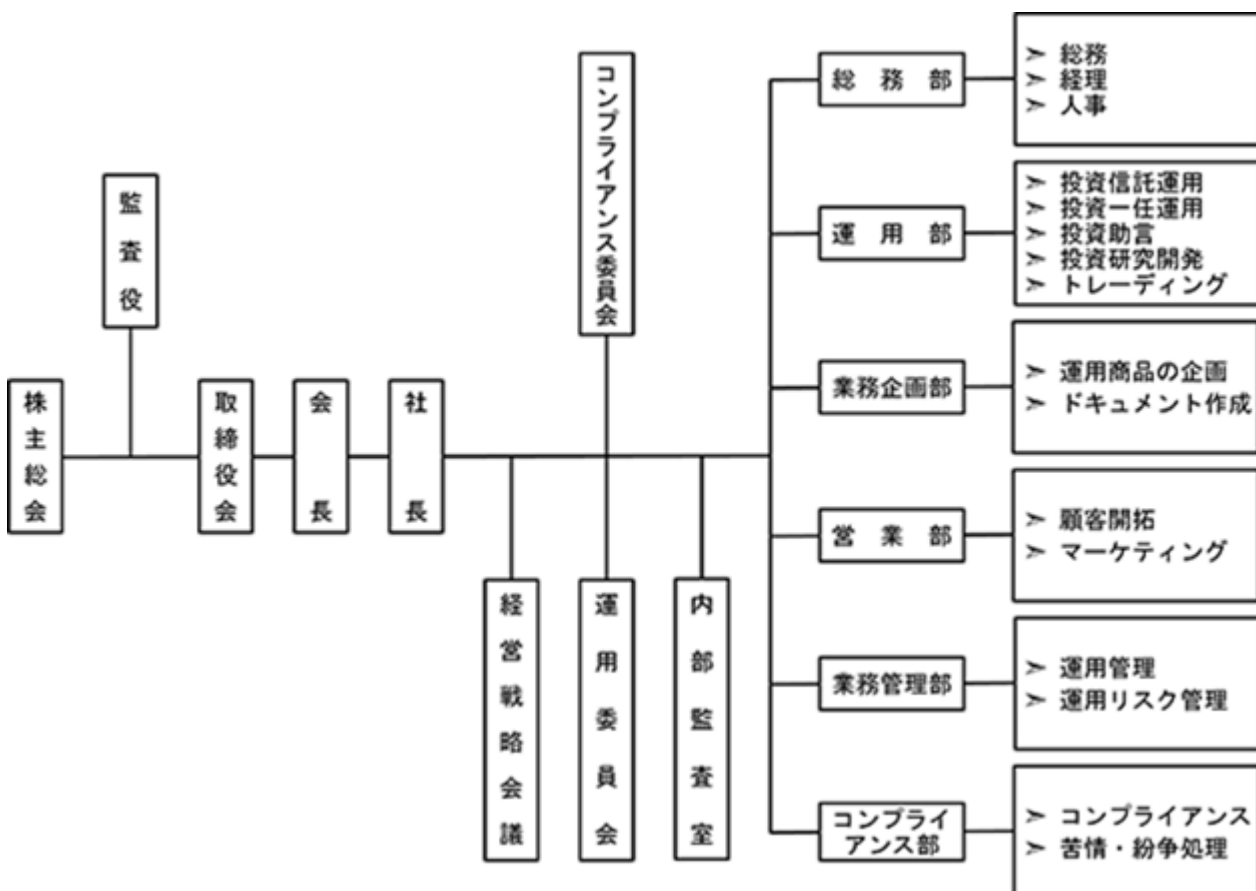 株主総会
監査役
取締役会
会長
社長
コンプライアンス委員会
経営戦略会議
運用委員会
内部監査室
総務部
➢ 総務
➢ 経理
➢ 人事
運用部
➢ 投資信託運用
➢ 投資一任運用
➢ 投資助言
➢ 投資研究開発
➢ トレーディング
業務企画部
➢ 運用商品の企画
➢ ドキュメント作成
営業部
➢ 顧客開拓
➢ マーケティング
業務管理部
➢ 運用管理
➢ 運用リスク管理
コンプライ
アンス部
➢ コンプライアンス
➢ 苦情・紛争処理